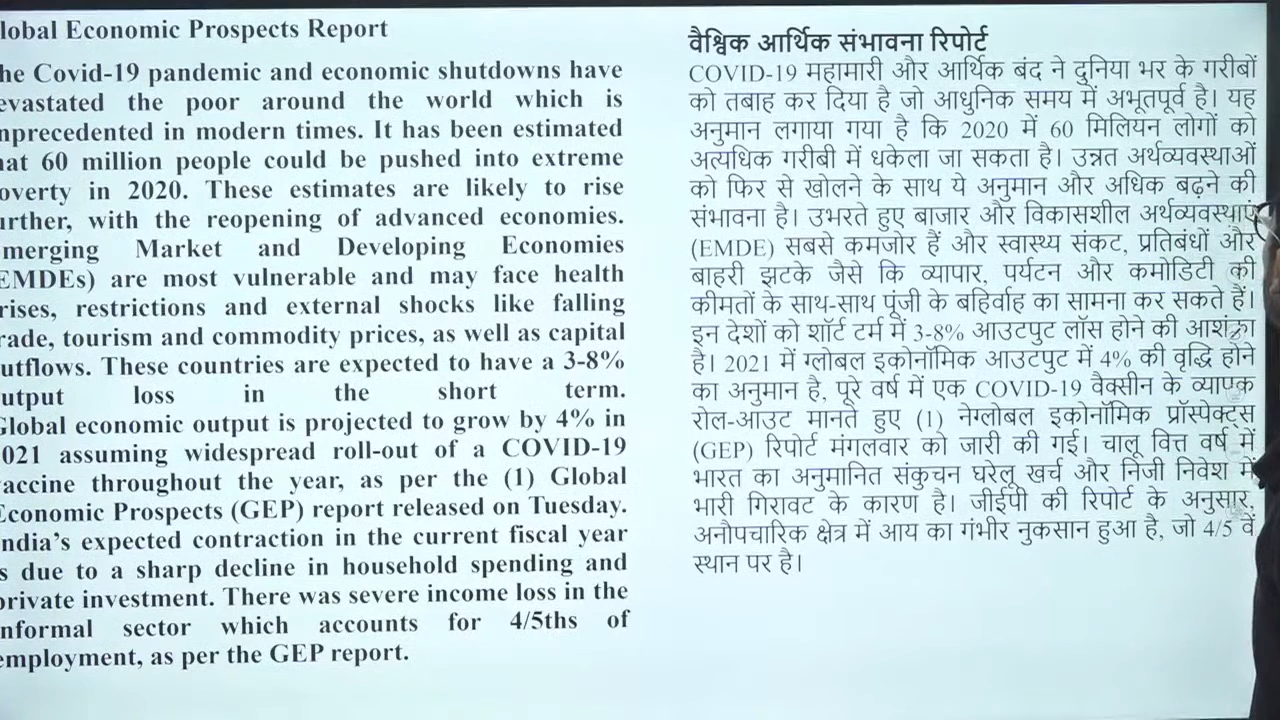 lobal Economic Prospects Report
he Covid-19 pandemic and economic shutdowns have
evastated the poor around the world which is
nprecedented in modern times. It has been estimated
hat 60 million people could be pushed into extreme
overty in 2020. These estimates are likely to rise
urther, with the reopening of advanced economies.
merging Market and Developing Economies
EMDEs) are most vulnerable and may face health
rises, restrictions and external shocks like falling
rade, tourism and commodity prices, as well as capital
utflows. These countries are expected to have a 3-8%
utput loss in the short term.
Global economic output is projected to grow by 4% in
021 assuming widespread roll-out of a COVID-19
accine throughout the year, as per the (1) Global
Economic Prospects (GEP) report released on Tuesday.
ndia's expected contraction in the current fiscal year
s due to a sharp decline in household spending and
private investment. There was severe income loss in the
nformal sector which accounts for 4/5ths of
employment, as per the GEP report.
वैश्विक आर्थिक संभावना रिपोर्ट
COVID-19 महामारी और आर्थिक बंद ने दुनिया भर के गरीबों
को तबाह कर दिया है जो आधुनिक समय में अभूतपूर्व है। यह
अनुमान लगाया गया है कि 2020 में 60 मिलियन लोगों को
अत्यधिक गरीबी में धकेला जा सकता है। उन्नत अर्थव्यवस्थाओं
को फिर से खोलने के साथ ये अनुमान और अधिक बढ़ने की
संभावना है। उभरते हुए बाजार और विकासशील अर्थव्यवस्थाएं
(EMDE) सबसे कमजोर हैं और स्वास्थ्य संकट, प्रतिबंधों और
बाहरी झटके जैसे कि व्यापार, पर्यटन और कमोडिटी की
कीमतों के साथ-साथ पूंजी के बहिर्वाह का सामना कर सकते हैं।
इन देशों को शॉर्ट टर्म में 3-8% आउटपुट लॉस होने की आशंका
है। 2021 में ग्लोबल इकोनॉमिक आउटपुट में 4% की वृद्धि होने
का अनुमान है, पूरे वर्ष में एक COVID-19 वैक्सीन के व्यापक
रोल-आउट मानते हुए (1) नेग्लोबल इकोनॉमिक प्रॉस्पेक्ट्स
(GEP) रिपोर्ट मंगलवार को जारी की गई। चालू वित्त वर्ष में
भारत का अनुमानित संकुचन घरेलू खर्च और निजी निवेश में
भारी गिरावट के कारण है। जीईपी की रिपोर्ट के अनुसार,
अनौपचारिक क्षेत्र में आय का गंभीर नुकसान हुआ है, जो 4/5 वें
स्थान पर है।